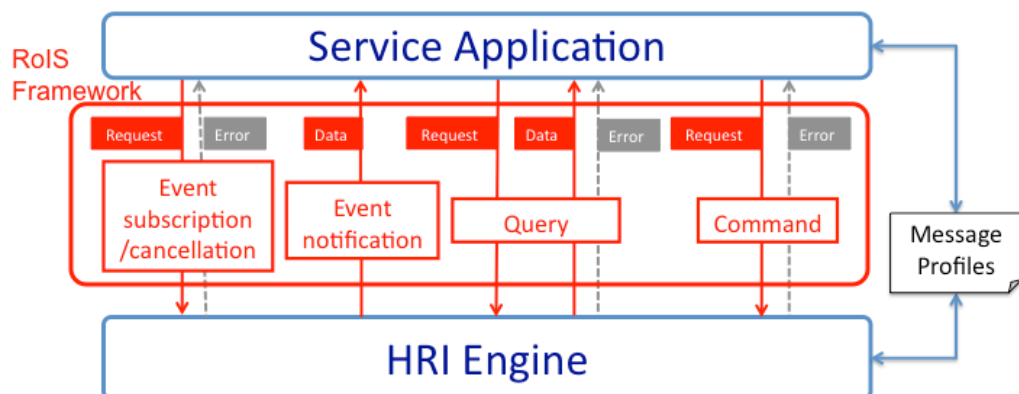 Service Application
RoIS
Framework
Request
Error
Data
Request
Data
Error
Request
Error
Event
subscription
/cancellation
Event
notification
Query
Command
Message
Profiles
HRI Engine